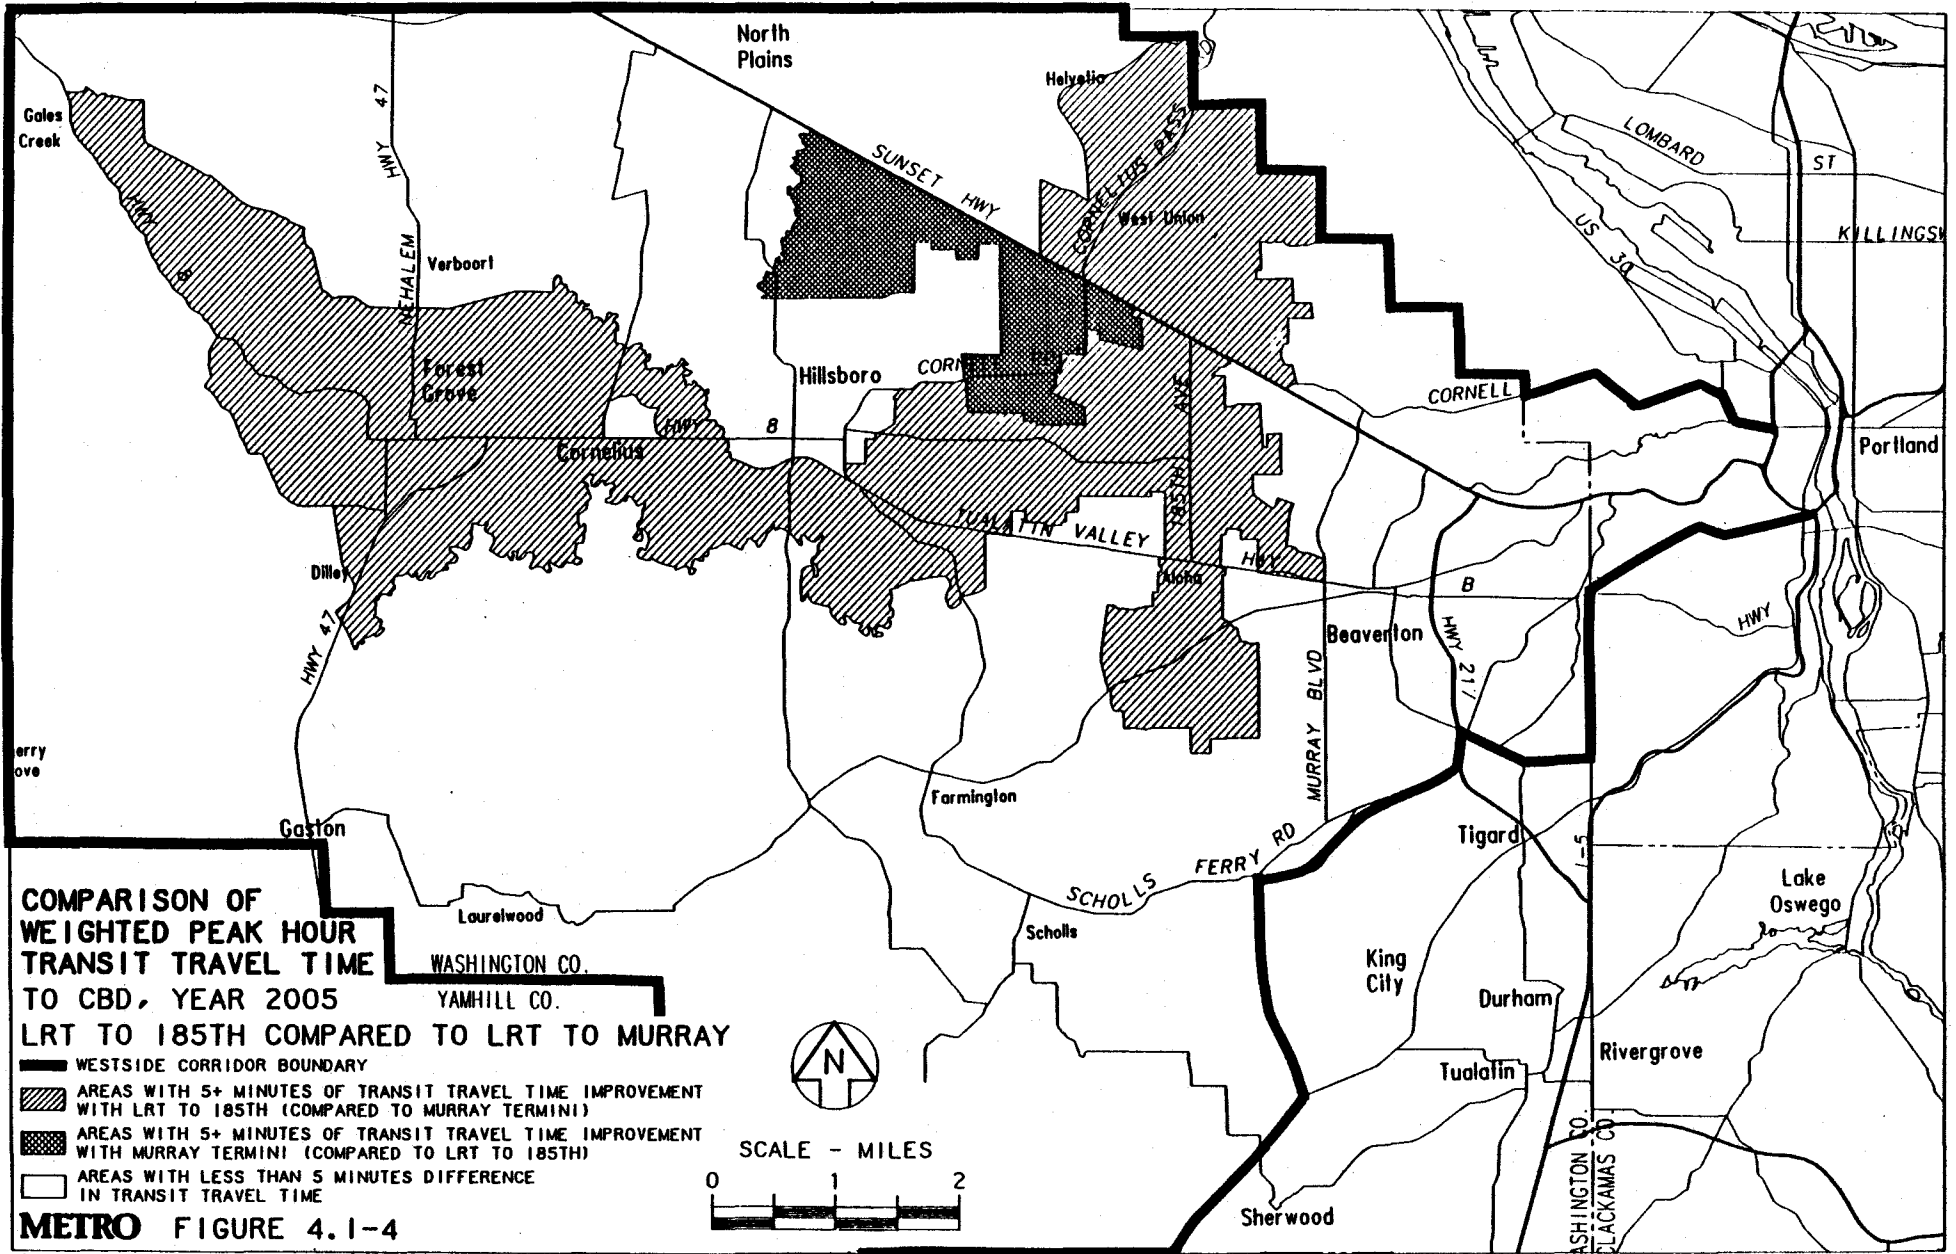 North
Plains
Helvetia
Gales
Creek
HWY 47
HWY
SUNSET HWY
CORNELIUS PASS
LOMBARD
ST
KILLINGSW
US 30
West Union
HWY
8
NEHALEM
Verboort
Forest
Grove
Hillsboro
CORNELL RD
185TH AVE
CORNELL
Portland
HWY
8
Cornelius
TUALATIN VALLEY
HWY
8
Aloha
Dilley
HWY 47
Beaverton
HWY 217
HWY
MURRAY BLVD
erry
ove
Farmington
Gaston
Tigard
I-5
SCHOLLS FERRY RD
Lake
Oswego
Laurelwood
Scholls
King
City
Durham
Rivergrove
Tualatin
Sherwood
WASHINGTON CO.
YAMHILL CO.
ASHINGTON CO.
CLACKAMAS CO.
COMPARISON OF
WEIGHTED PEAK HOUR
TRANSIT TRAVEL TIME
TO CBD, YEAR 2005
LRT TO 185TH COMPARED TO LRT TO MURRAY
WESTSIDE CORRIDOR BOUNDARY
AREAS WITH 5+ MINUTES OF TRANSIT TRAVEL TIME IMPROVEMENT
WITH LRT TO 185TH (COMPARED TO MURRAY TERMINI)
AREAS WITH 5+ MINUTES OF TRANSIT TRAVEL TIME IMPROVEMENT
WITH MURRAY TERMINI (COMPARED TO LRT TO 185TH)
AREAS WITH LESS THAN 5 MINUTES DIFFERENCE
IN TRANSIT TRAVEL TIME
METRO FIGURE 4.1-4
N
SCALE - MILES
0 1 2